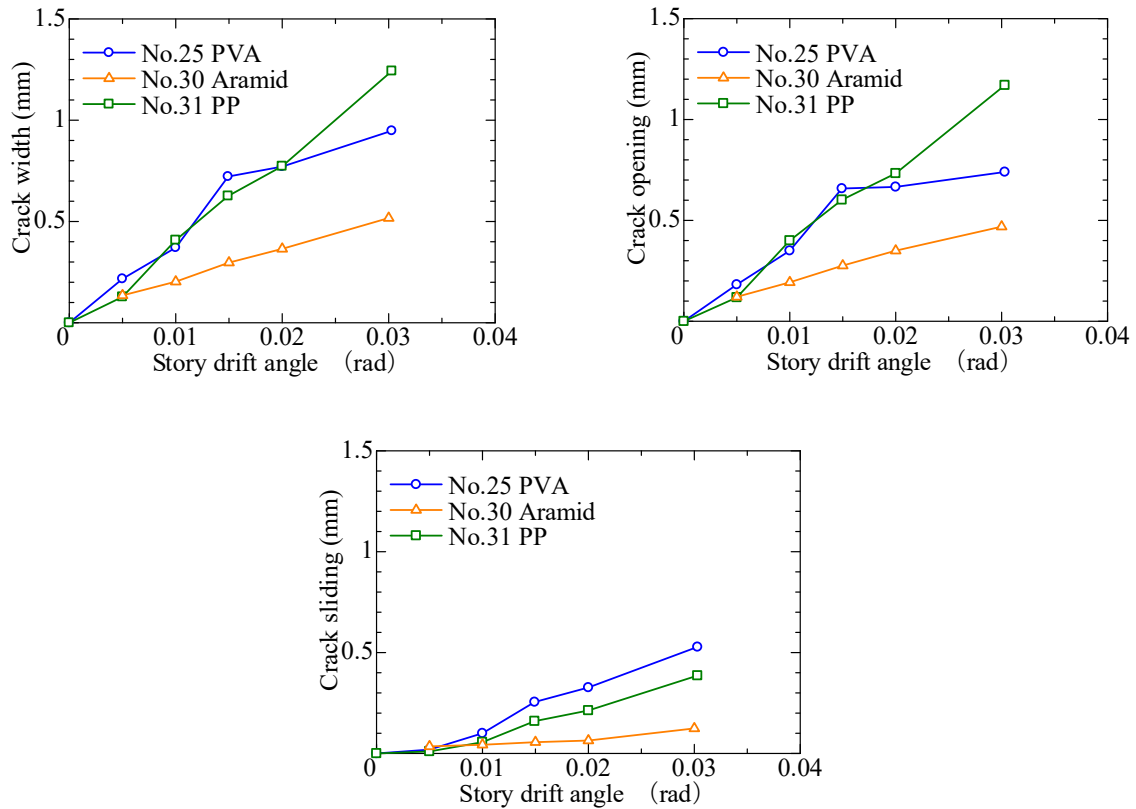 1.5
No.25 PVA
No.30 Aramid
No.31 PP
1
0.5
Crack width (mm)
0 0.01 0.02 0.03 0.04
Story drift angle （rad）
1.5
No.25 PVA
No.30 Aramid
No.31 PP
1
0.5
Crack opening (mm)
0 0.01 0.02 0.03 0.04
Story drift angle （rad）
1.5
No.25 PVA
No.30 Aramid
No.31 PP
1
0.5
Crack sliding (mm)
0 0.01 0.02 0.03 0.04
Story drift angle （rad）